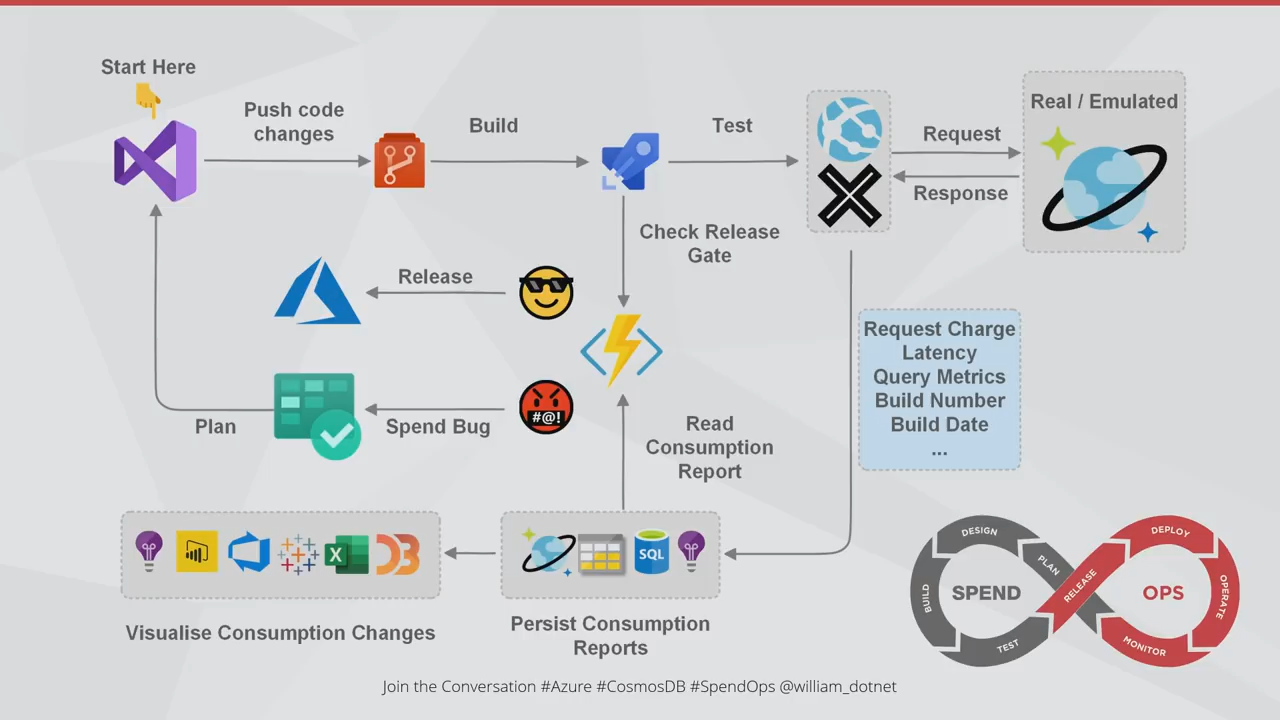 Start Here
Push code
changes
Build
Test
Real / Emulated
Request
Response
Check Release
Gate
Release
#@!
Spend Bug
Plan
Read
Consumption
Report
Request Charge
Latency
Query Metrics
Build Number
Build Date
...
X
SQL
Visualise Consumption Changes
Persist Consumption
Reports
DESIGN
PLAN
BUILD
SPEND
TEST
RELEASE
DEPLOY
OPERATE
OPS
MONITOR
Join the Conversation #Azure #CosmosDB #SpendOps @william_dotnet